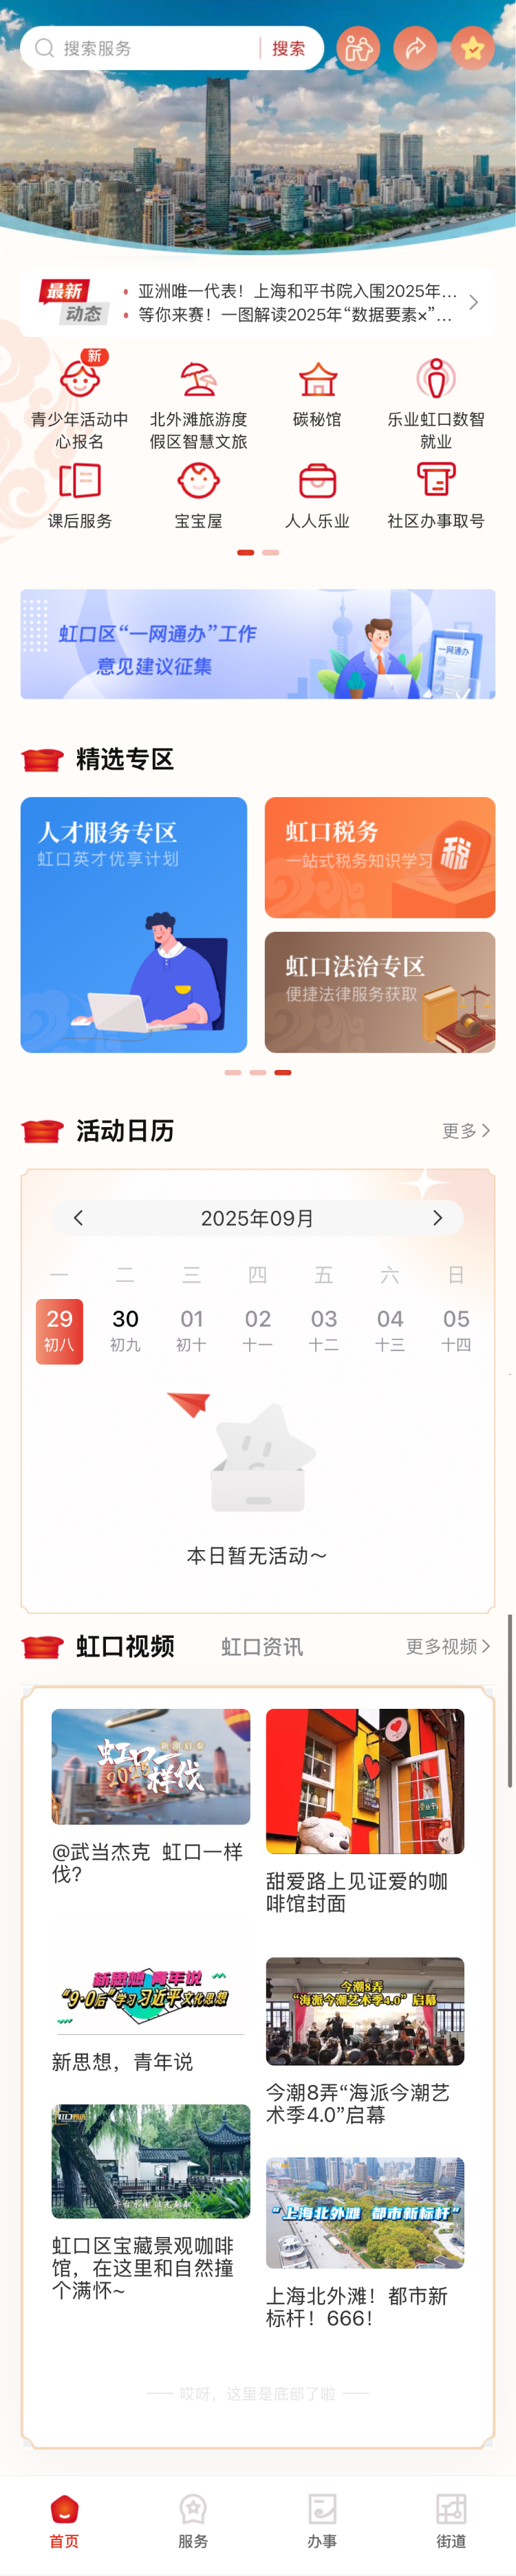 搜索服务
搜索
最新
动态
亚洲唯一代表！上海和平书院入围2025年...
等你来赛！一图解读2025年“数据要素×”...
新
青少年活动中
心报名
北外滩旅游度
假区智慧文旅
碳秘馆
乐业虹口数智
就业
课后服务
宝宝屋
人人乐业
社区办事取号
虹口区“一网通办”工作
意见建议征集
一网通办
精选专区
人才服务专区
虹口英才优享计划
虹口税务
一站式税务知识学习
税
虹口法治专区
便捷法律服务获取
活动日历
更多
2025年09月
一 二 三 四 五 六 日
29 30 01 02 03 04 05
初八 初九 初十 十一 十二 十三 十四
本日暂无活动～
虹口视频
虹口资讯
更多视频
新潮启春
虹口一样伐
2025
@武当杰克 虹口一样
伐?
甜爱路上见证爱的咖
啡馆封面
新思想 青年说
“9·0后”学习习近平文化思想
新思想，青年说
今潮8弄
“海派今潮艺术季4.0”启幕
今潮8弄“海派今潮艺
术季4.0”启幕
虹口区宝藏景观咖啡
馆，在这里和自然撞
个满怀~
“上海北外滩 都市新标杆”
上海北外滩！都市新
标杆！666！
哎呀，这里是底部了啦
首页
服务
办事
街道